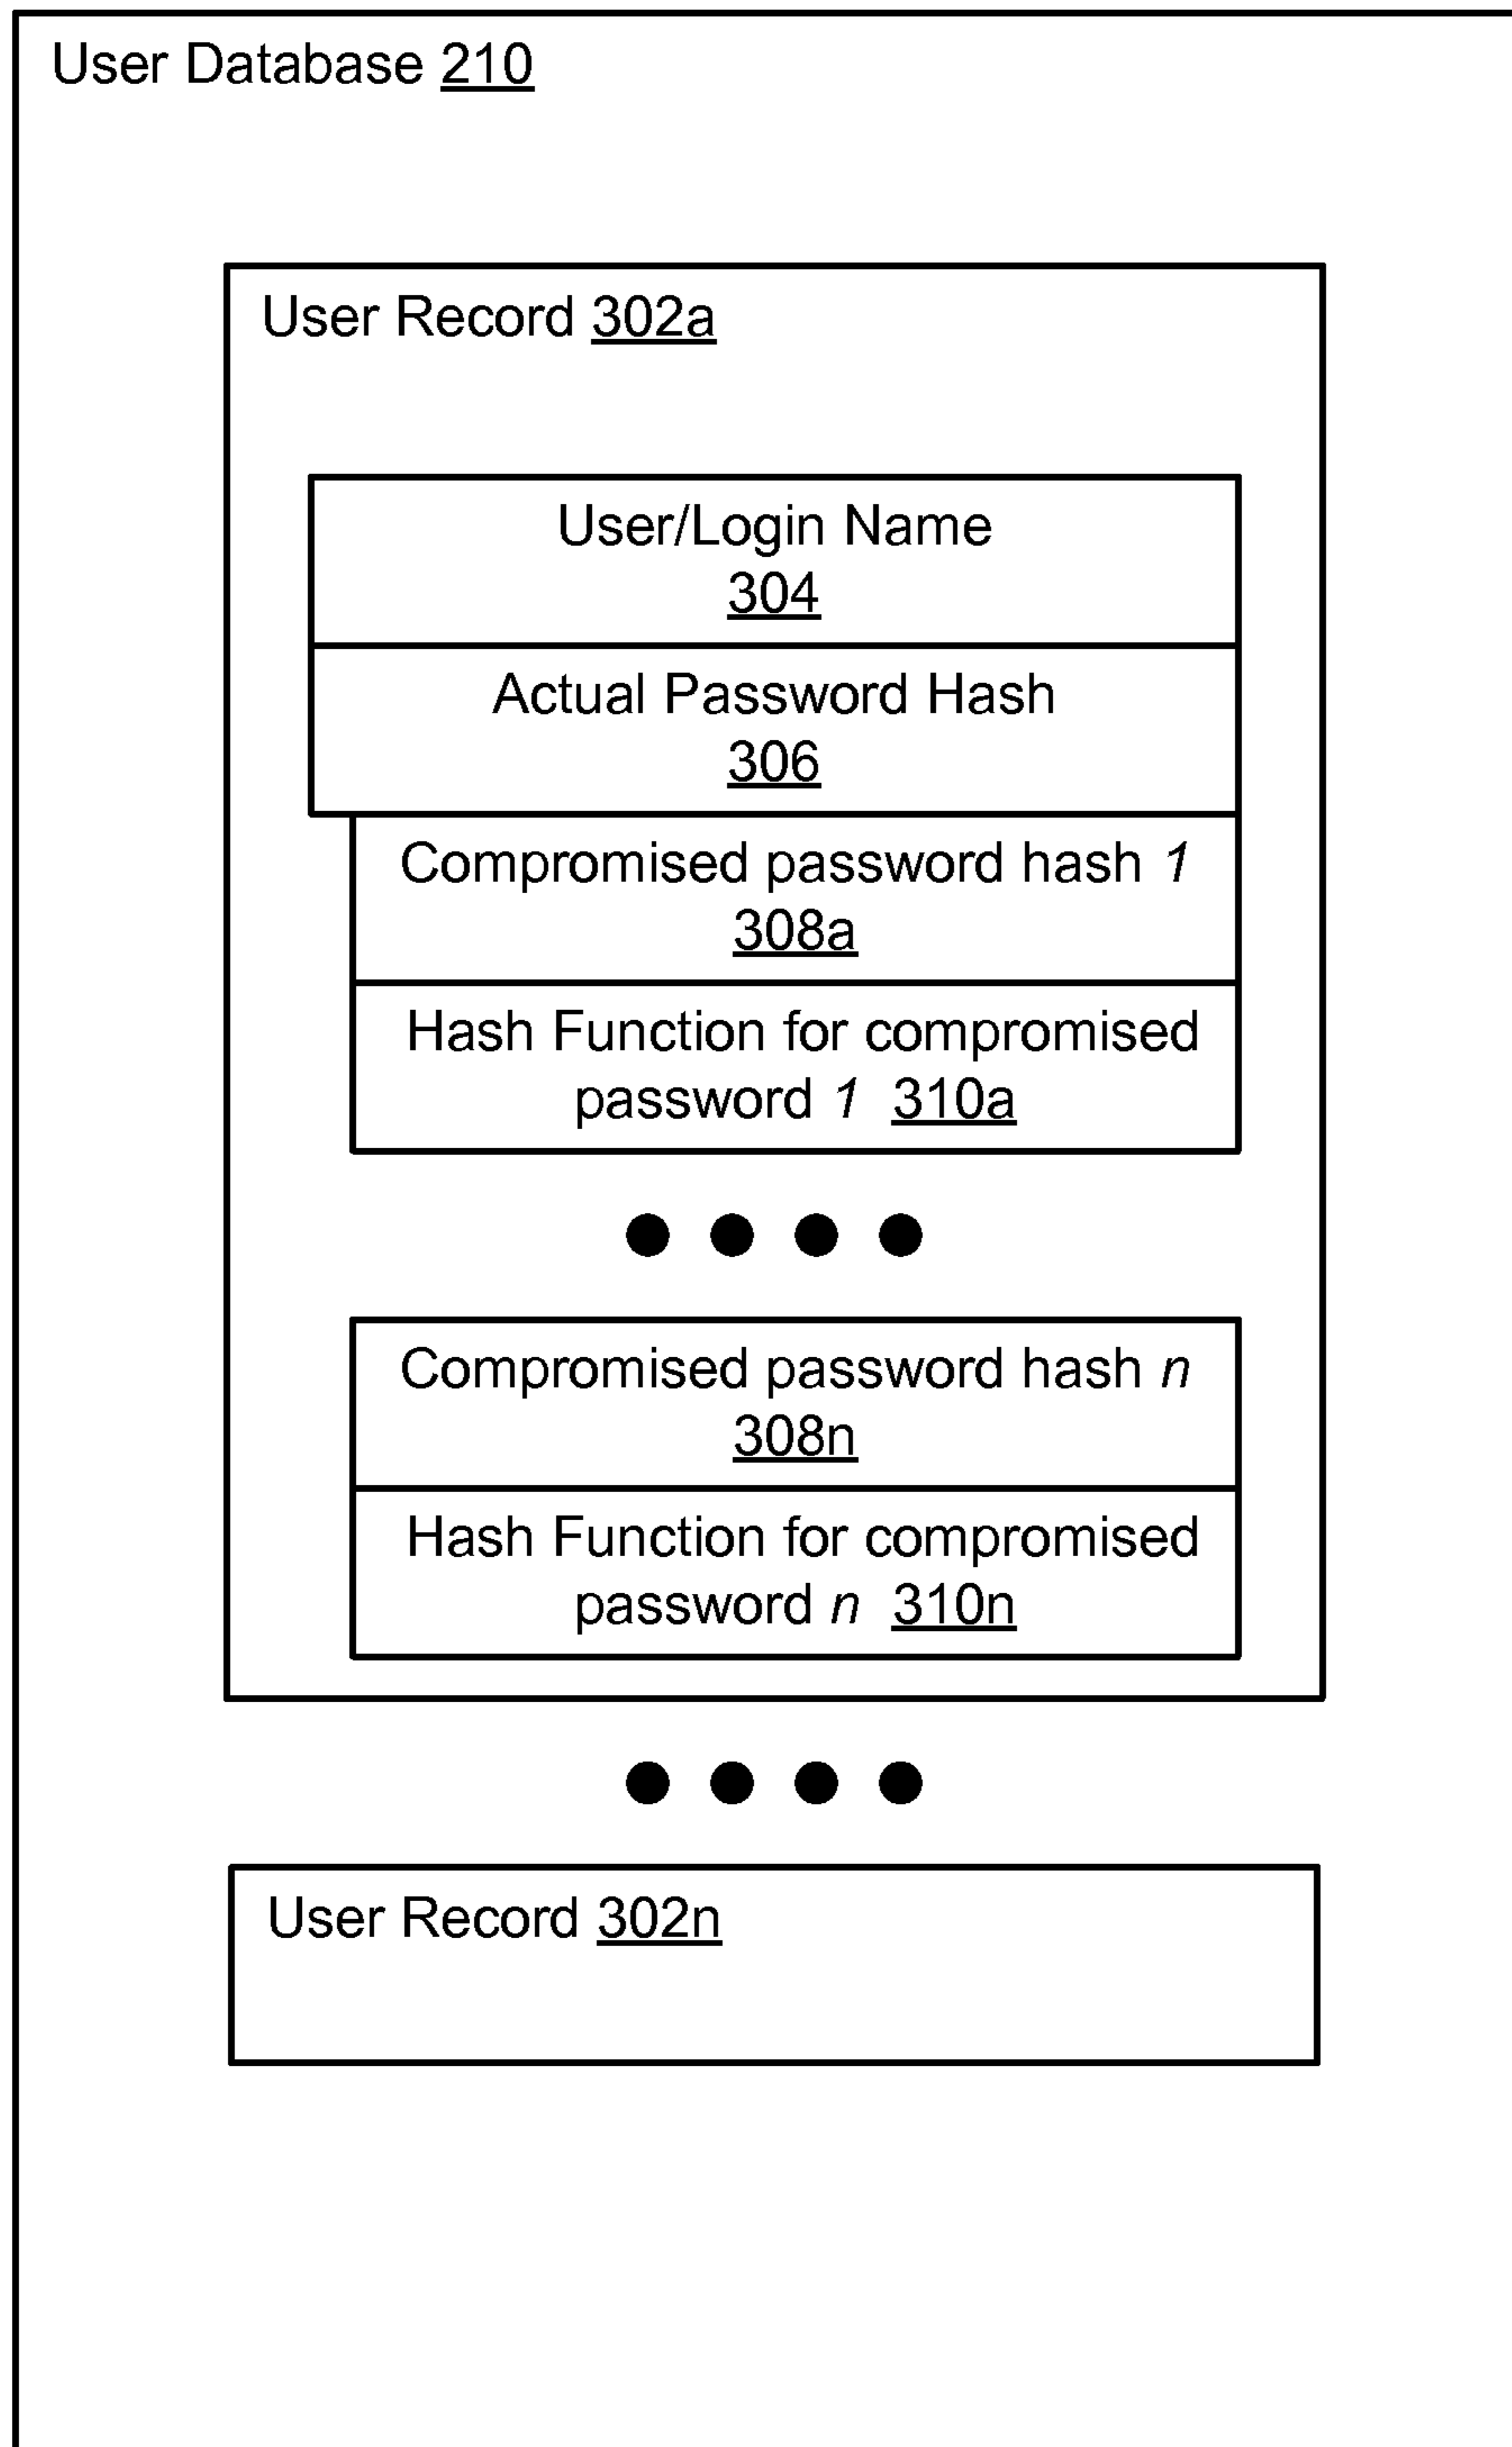 User Database 210
User Record 302a
User/Login Name
304
Actual Password Hash
306
Compromised password hash 1
308a
Hash Function for compromised
password 1 310a
Compromised password hash n
308n
Hash Function for compromised
password n 310n
User Record 302n